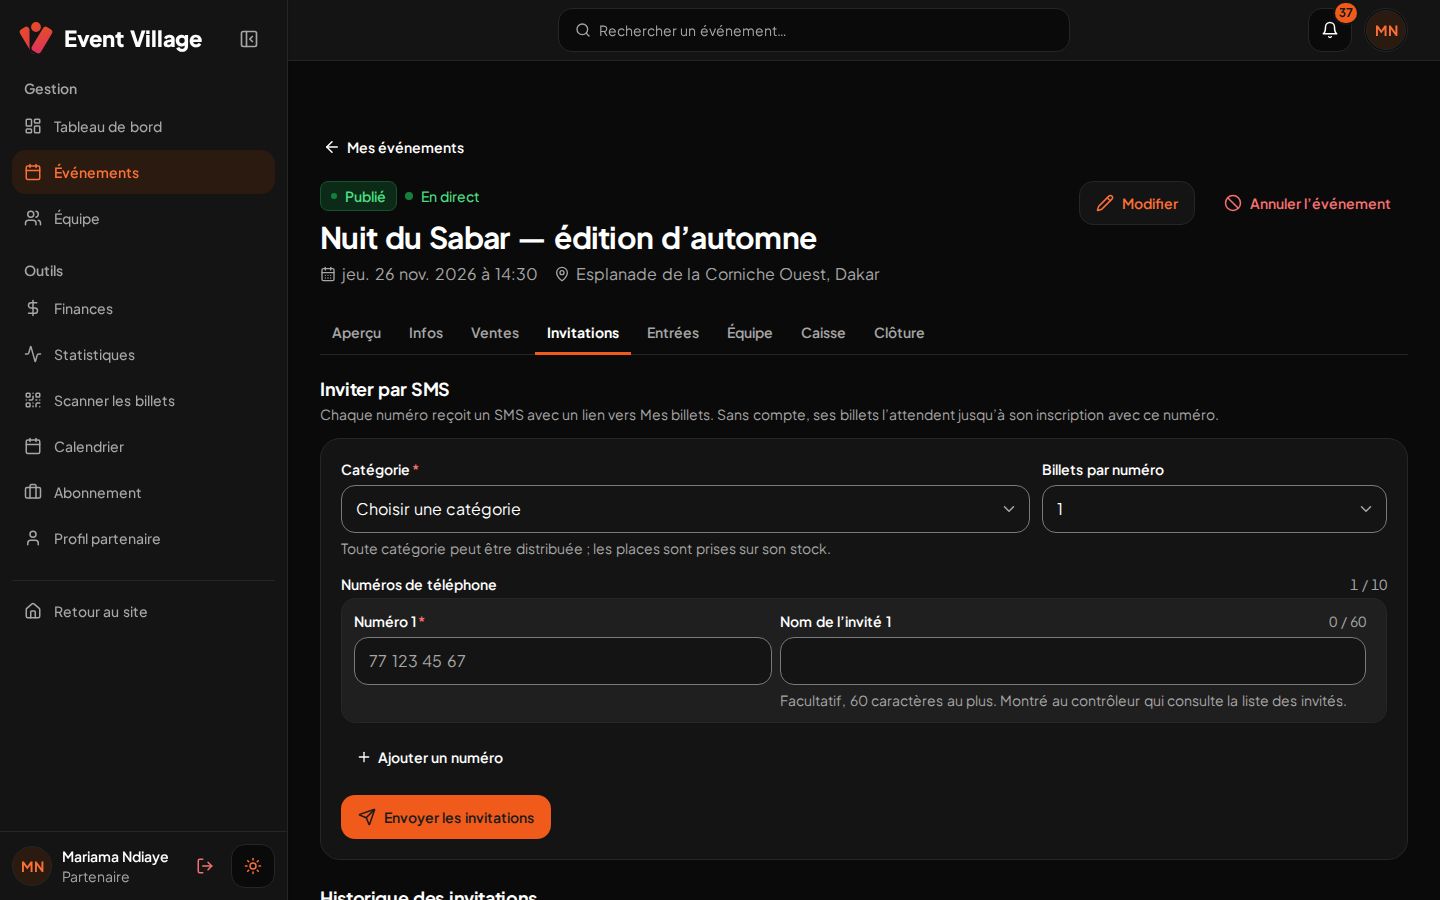 Event Village
Rechercher un événement…
37
MN
Gestion
Tableau de bord
Événements
Équipe
Outils
Finances
Statistiques
Scanner les billets
Calendrier
Abonnement
Profil partenaire
Retour au site
MN
Mariama Ndiaye
Partenaire
Mes événements
Publié
En direct
Modifier
Annuler l’événement
Nuit du Sabar — édition d’automne
jeu. 26 nov. 2026 à 14:30
Esplanade de la Corniche Ouest, Dakar
Aperçu
Infos
Ventes
Invitations
Entrées
Équipe
Caisse
Clôture
Inviter par SMS
Chaque numéro reçoit un SMS avec un lien vers Mes billets. Sans compte, ses billets l’attendent jusqu’à son inscription avec ce numéro.
Catégorie *
Billets par numéro
Choisir une catégorie
1
Toute catégorie peut être distribuée ; les places sont prises sur son stock.
Numéros de téléphone
1 / 10
Numéro 1 *
Nom de l’invité 1
0 / 60
77 123 45 67
Facultatif, 60 caractères au plus. Montré au contrôleur qui consulte la liste des invités.
Ajouter un numéro
Envoyer les invitations
Historique des invitations